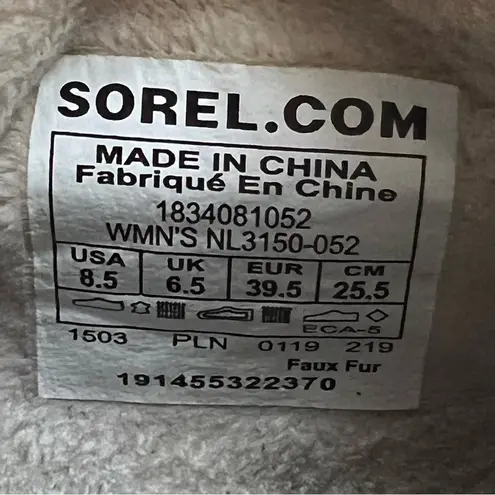 SOREL.COM
MADE IN CHINA
Fabriqué En Chine
1834081052
WMN'S NL3150-052
USA UK EUR CM
8.5 6.5 39.5 25.5
ECA-5
1503 PLN 0119 219
Faux Fur
191455322370